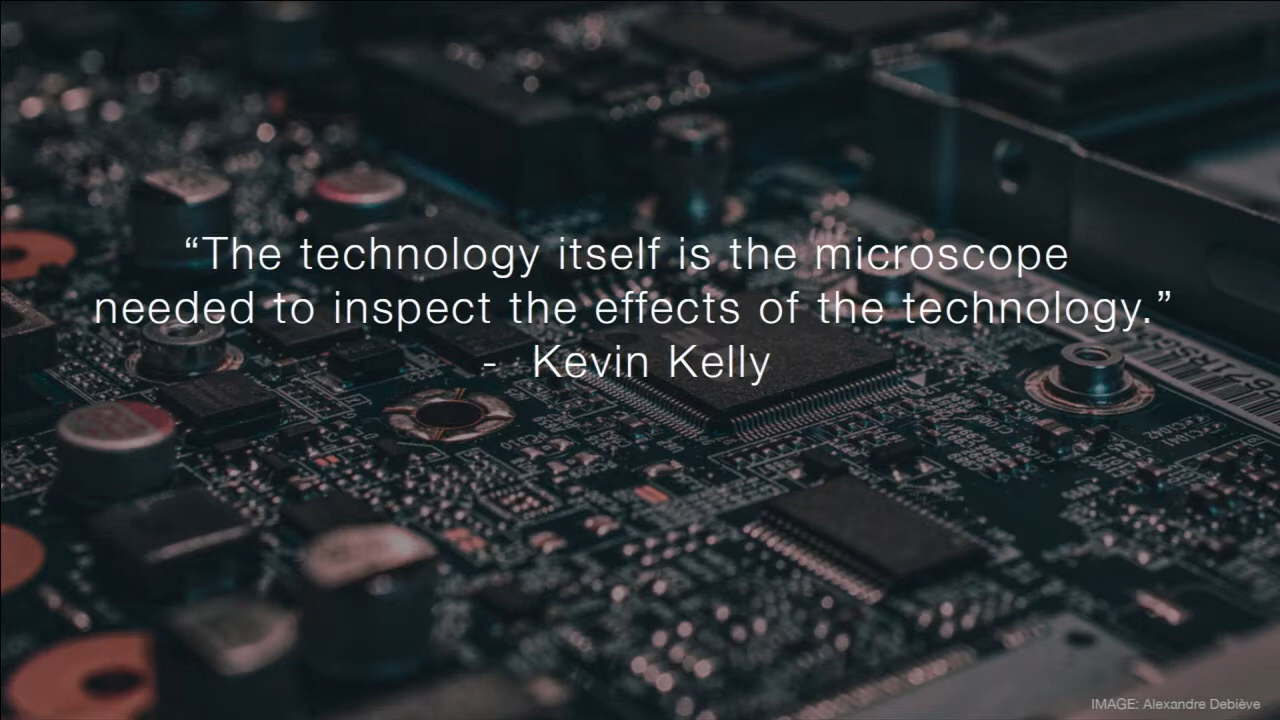 “The technology itself is the microscope
needed to inspect the effects of the technology.”
- Kevin Kelly
IMAGE: Alexandre Debiève